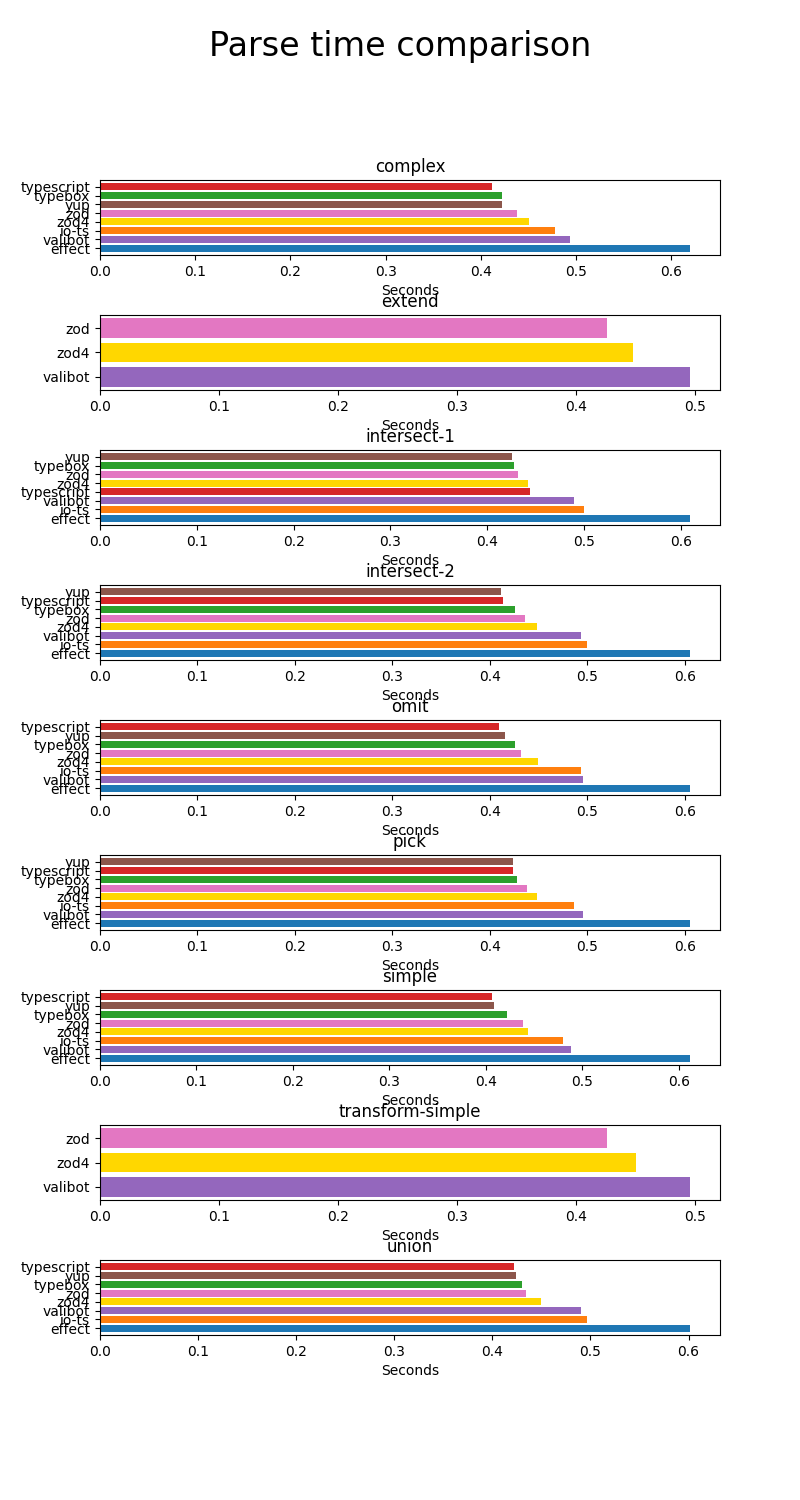 Parse time comparison
complex
typescript
typebox
yup
zod
zod4
io-ts
valibot
effect
0.0 0.1 0.2 0.3 0.4 0.5 0.6
Seconds
extend
zod
zod4
valibot
0.0 0.1 0.2 0.3 0.4 0.5
Seconds
intersect-1
yup
typebox
zod
zod4
typescript
valibot
io-ts
effect
0.0 0.1 0.2 0.3 0.4 0.5 0.6
Seconds
intersect-2
yup
typescript
typebox
zod
zod4
valibot
io-ts
effect
0.0 0.1 0.2 0.3 0.4 0.5 0.6
Seconds
omit
typescript
yup
typebox
zod
zod4
io-ts
valibot
effect
0.0 0.1 0.2 0.3 0.4 0.5 0.6
Seconds
pick
yup
typescript
typebox
zod
zod4
io-ts
valibot
effect
0.0 0.1 0.2 0.3 0.4 0.5 0.6
Seconds
simple
typescript
yup
typebox
zod
zod4
io-ts
valibot
effect
0.0 0.1 0.2 0.3 0.4 0.5 0.6
Seconds
transform-simple
zod
zod4
valibot
0.0 0.1 0.2 0.3 0.4 0.5
Seconds
union
typescript
yup
typebox
zod
zod4
valibot
io-ts
effect
0.0 0.1 0.2 0.3 0.4 0.5 0.6
Seconds